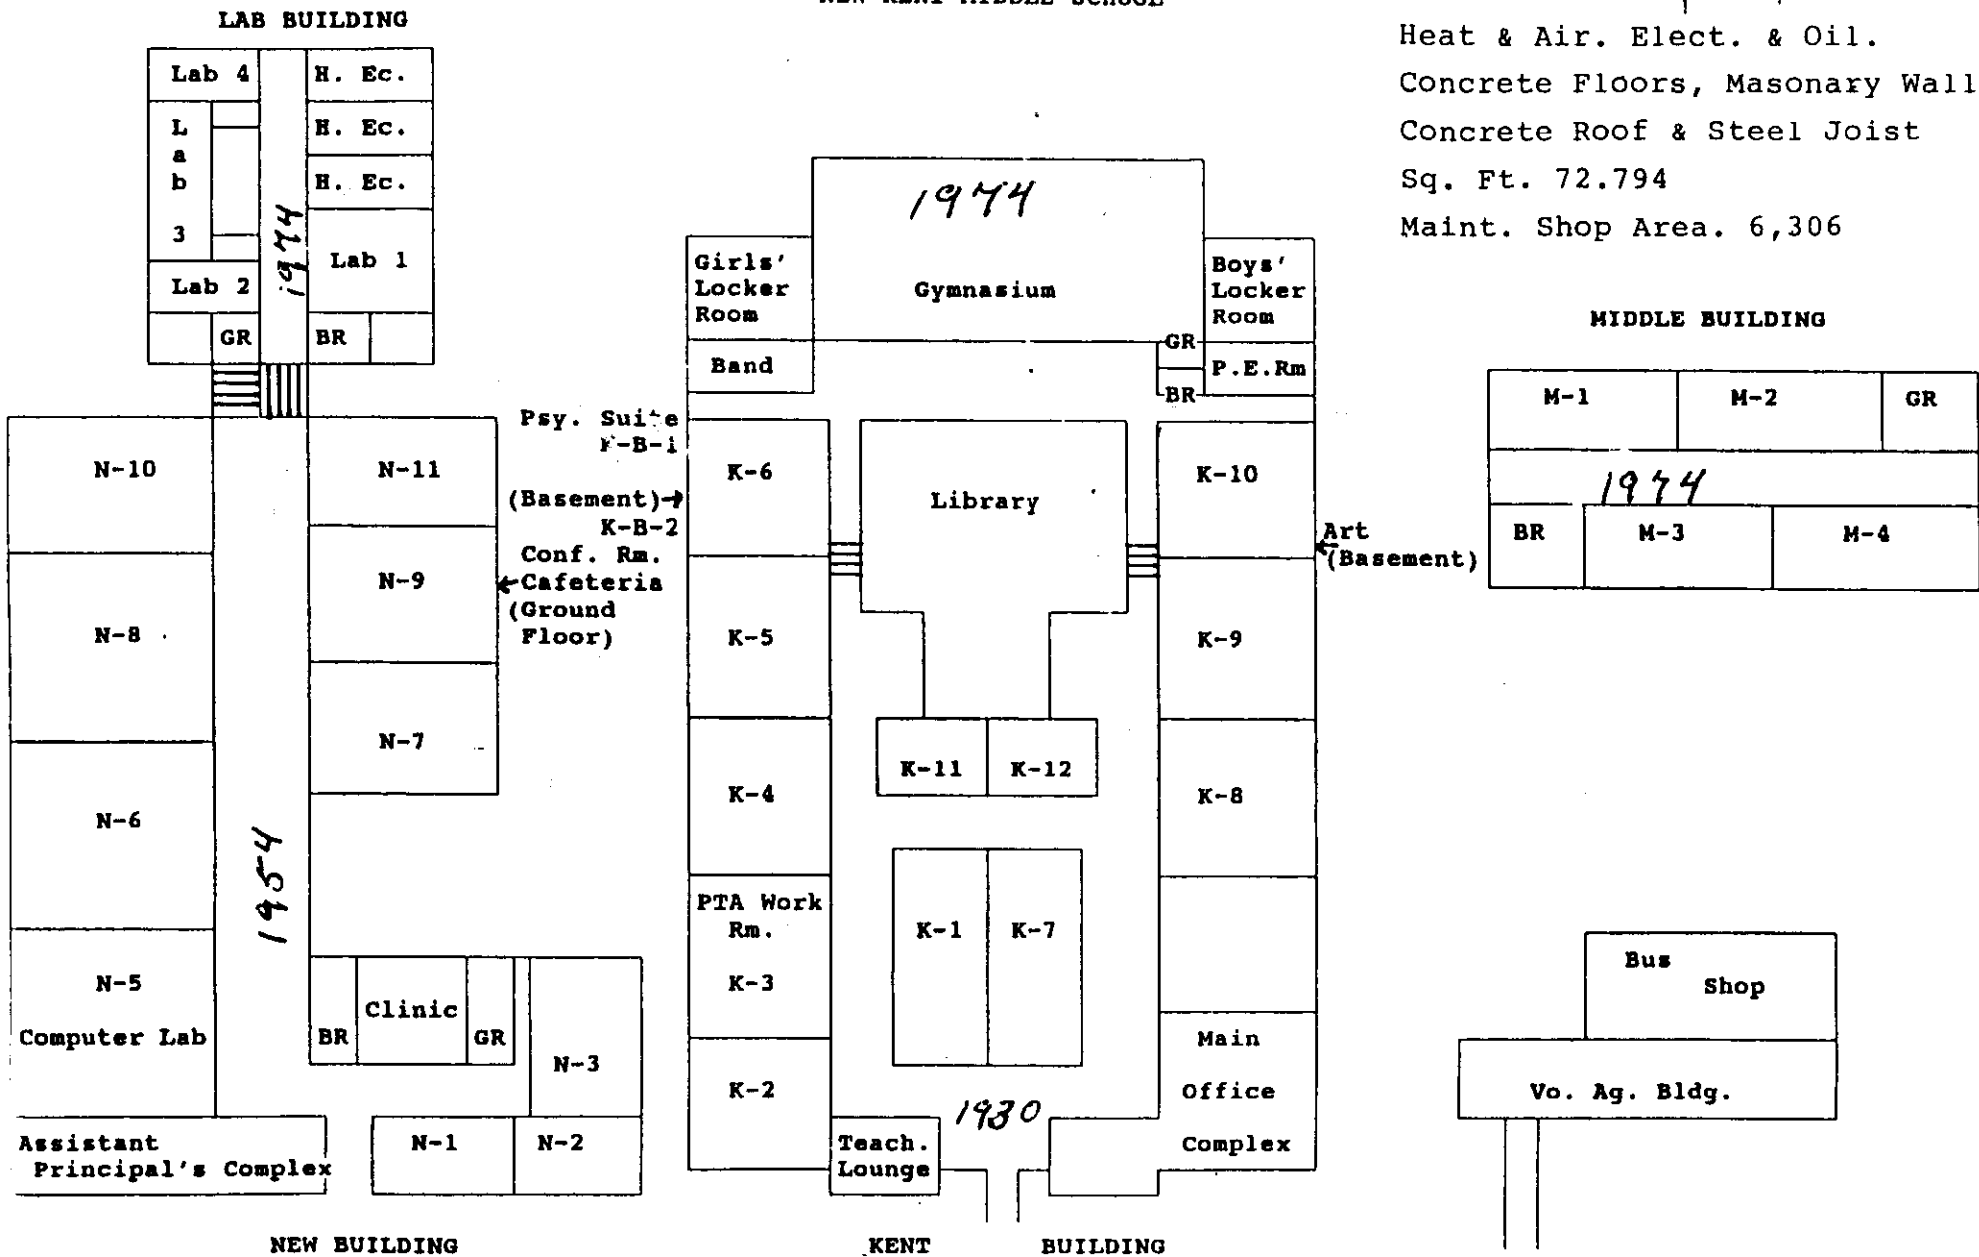 LAB BUILDING
Lab 4
H. Ec.
L
a
b
3
H. Ec.
H. Ec.
1974
Lab 1
Lab 2
GR
BR
N-10
N-11
N-8
N-9
N-7
N-6
1954
N-5
Computer Lab
BR
Clinic
GR
N-3
Assistant
Principal's Complex
N-1
N-2
NEW BUILDING
Psy. Suite
K-B-1
(Basement)
K-B-2
Conf. Rm.
Cafeteria
(Ground
Floor)
1974
Gymnasium
Girls'
Locker
Room
Boys'
Locker
Room
Band
GR
BR
P.E.Rm
K-6
Library
K-10
Art
(Basement)
K-5
K-9
K-4
K-11
K-12
K-8
PTA Work
Rm.
K-3
K-1
K-7
K-2
1930
Main
Office
Complex
Teach.
Lounge
KENT BUILDING
Heat & Air. Elect. & Oil.
Concrete Floors, Masonary Wall
Concrete Roof & Steel Joist
Sq. Ft. 72.794
Maint. Shop Area. 6,306
MIDDLE BUILDING
M-1
M-2
GR
1974
BR
M-3
M-4
Bus
Shop
Vo. Ag. Bldg.